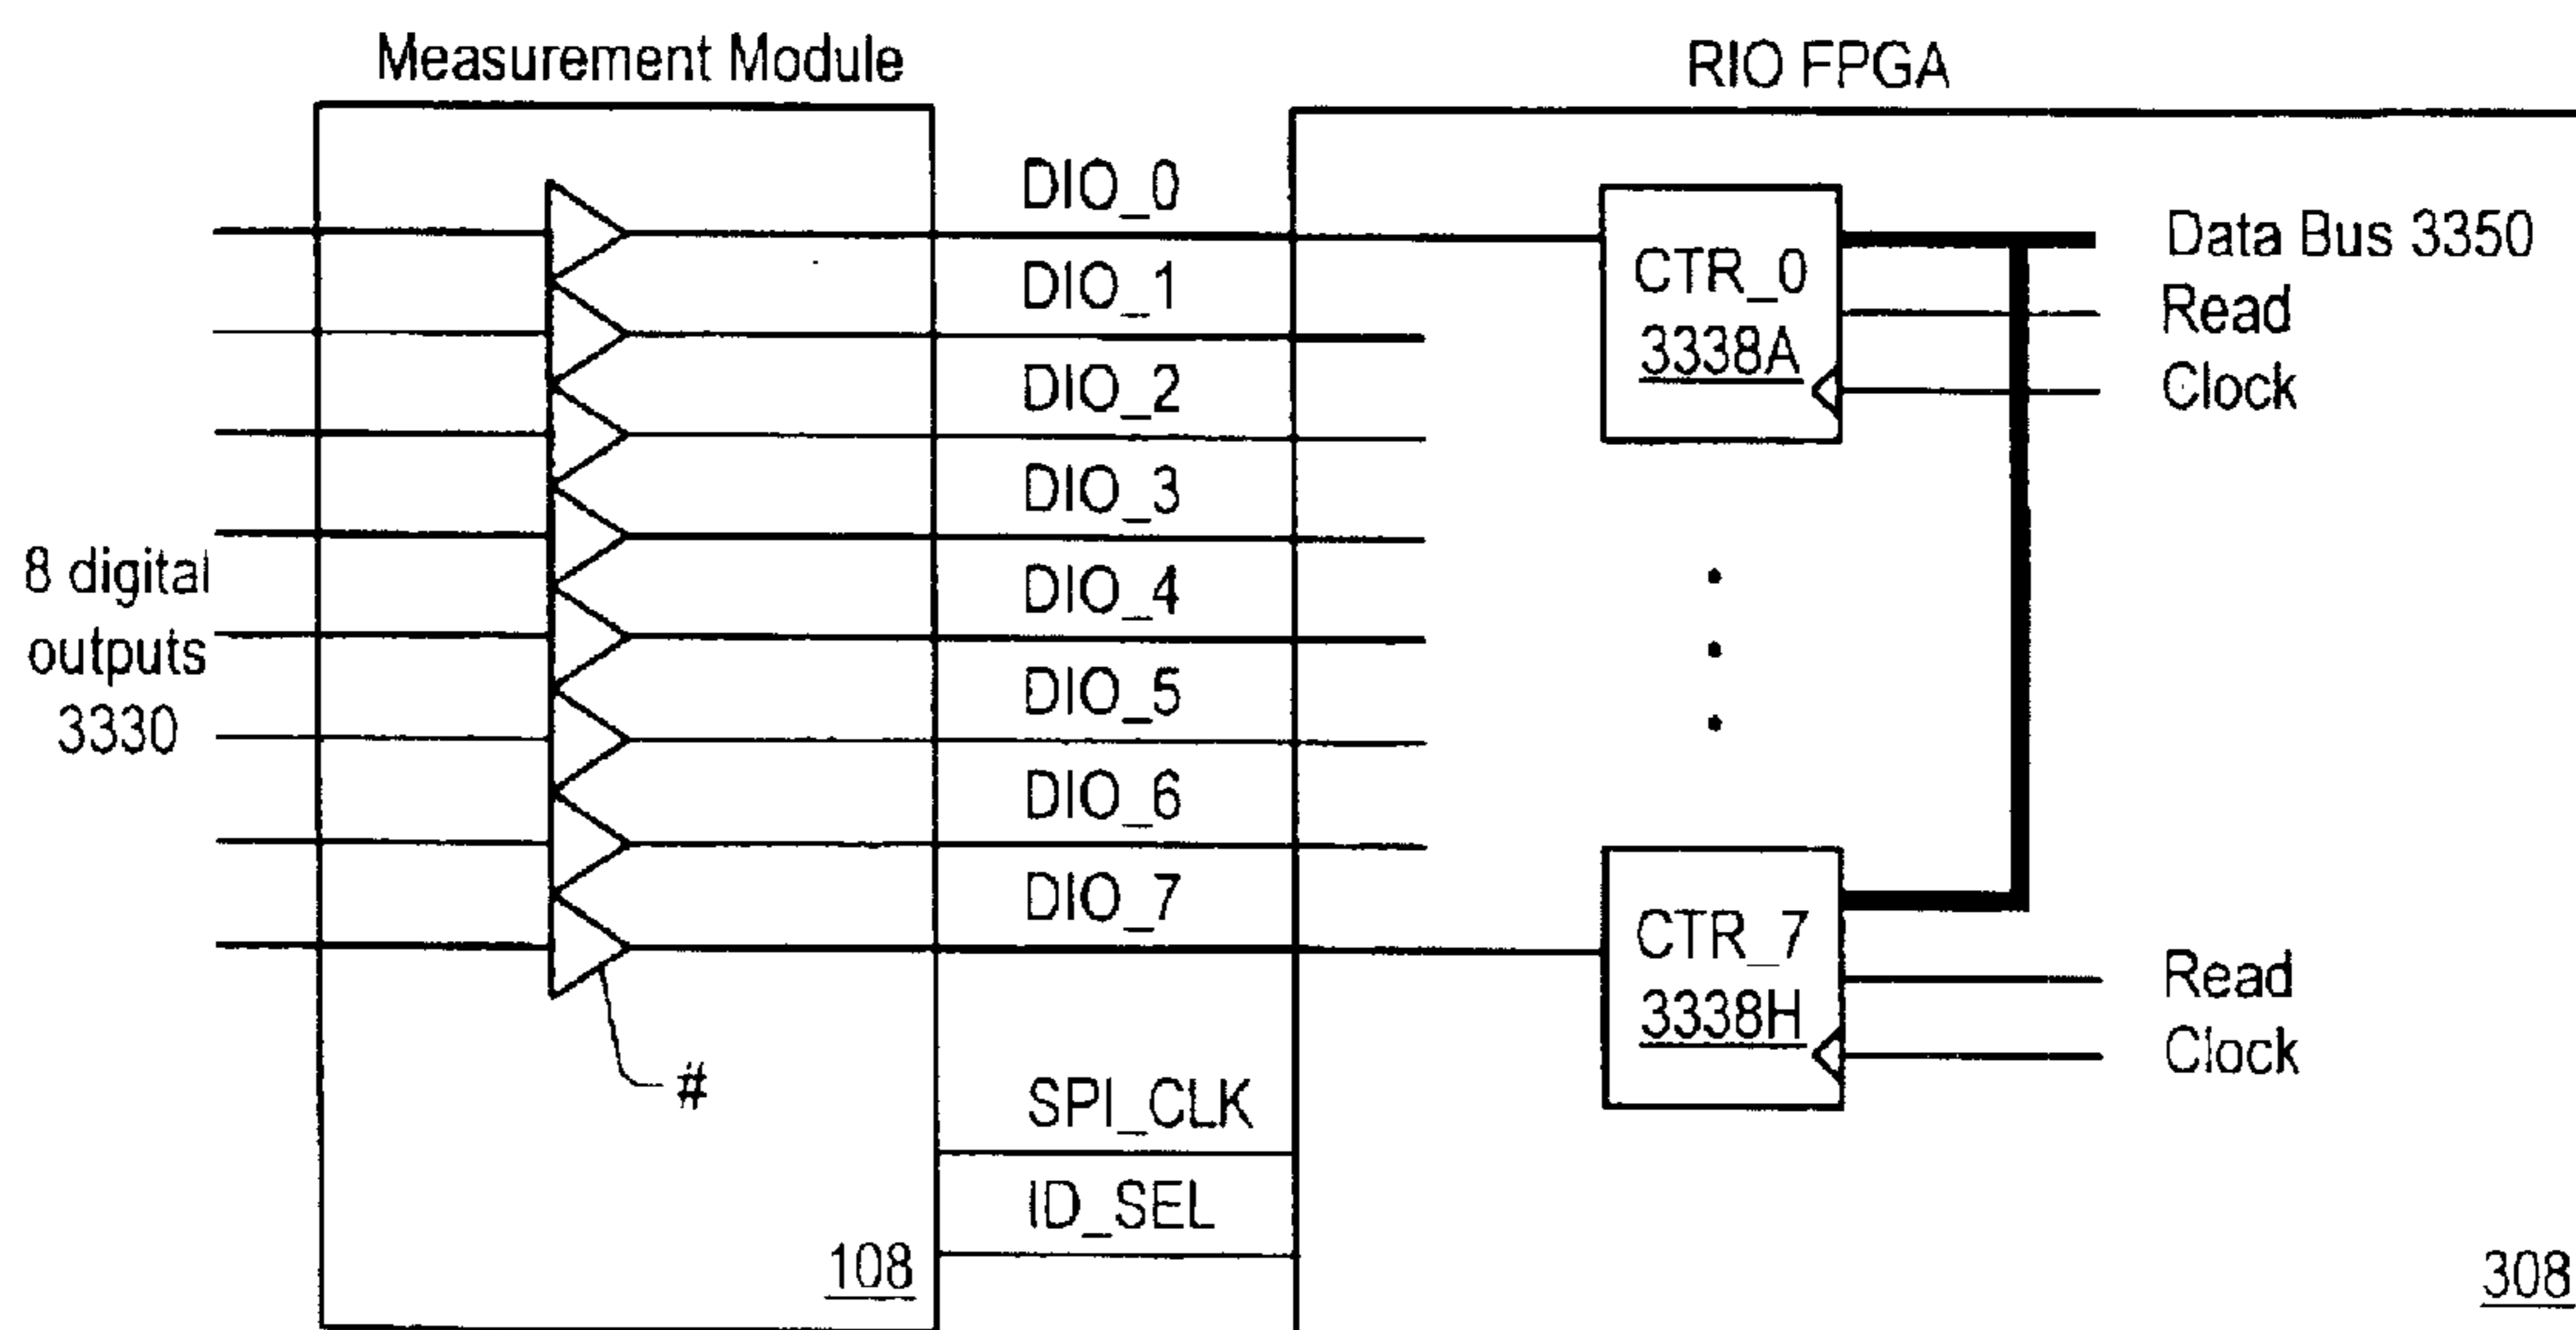 Measurement Module
RIO FPGA
DIO_0
DIO_1
DIO_2
DIO_3
DIO_4
DIO_5
DIO_6
DIO_7
SPI_CLK
ID_SEL
8 digital
outputs
3330
#
108
CTR_0
3338A
Data Bus 3350
Read
Clock
CTR_7
3338H
Read
Clock
308